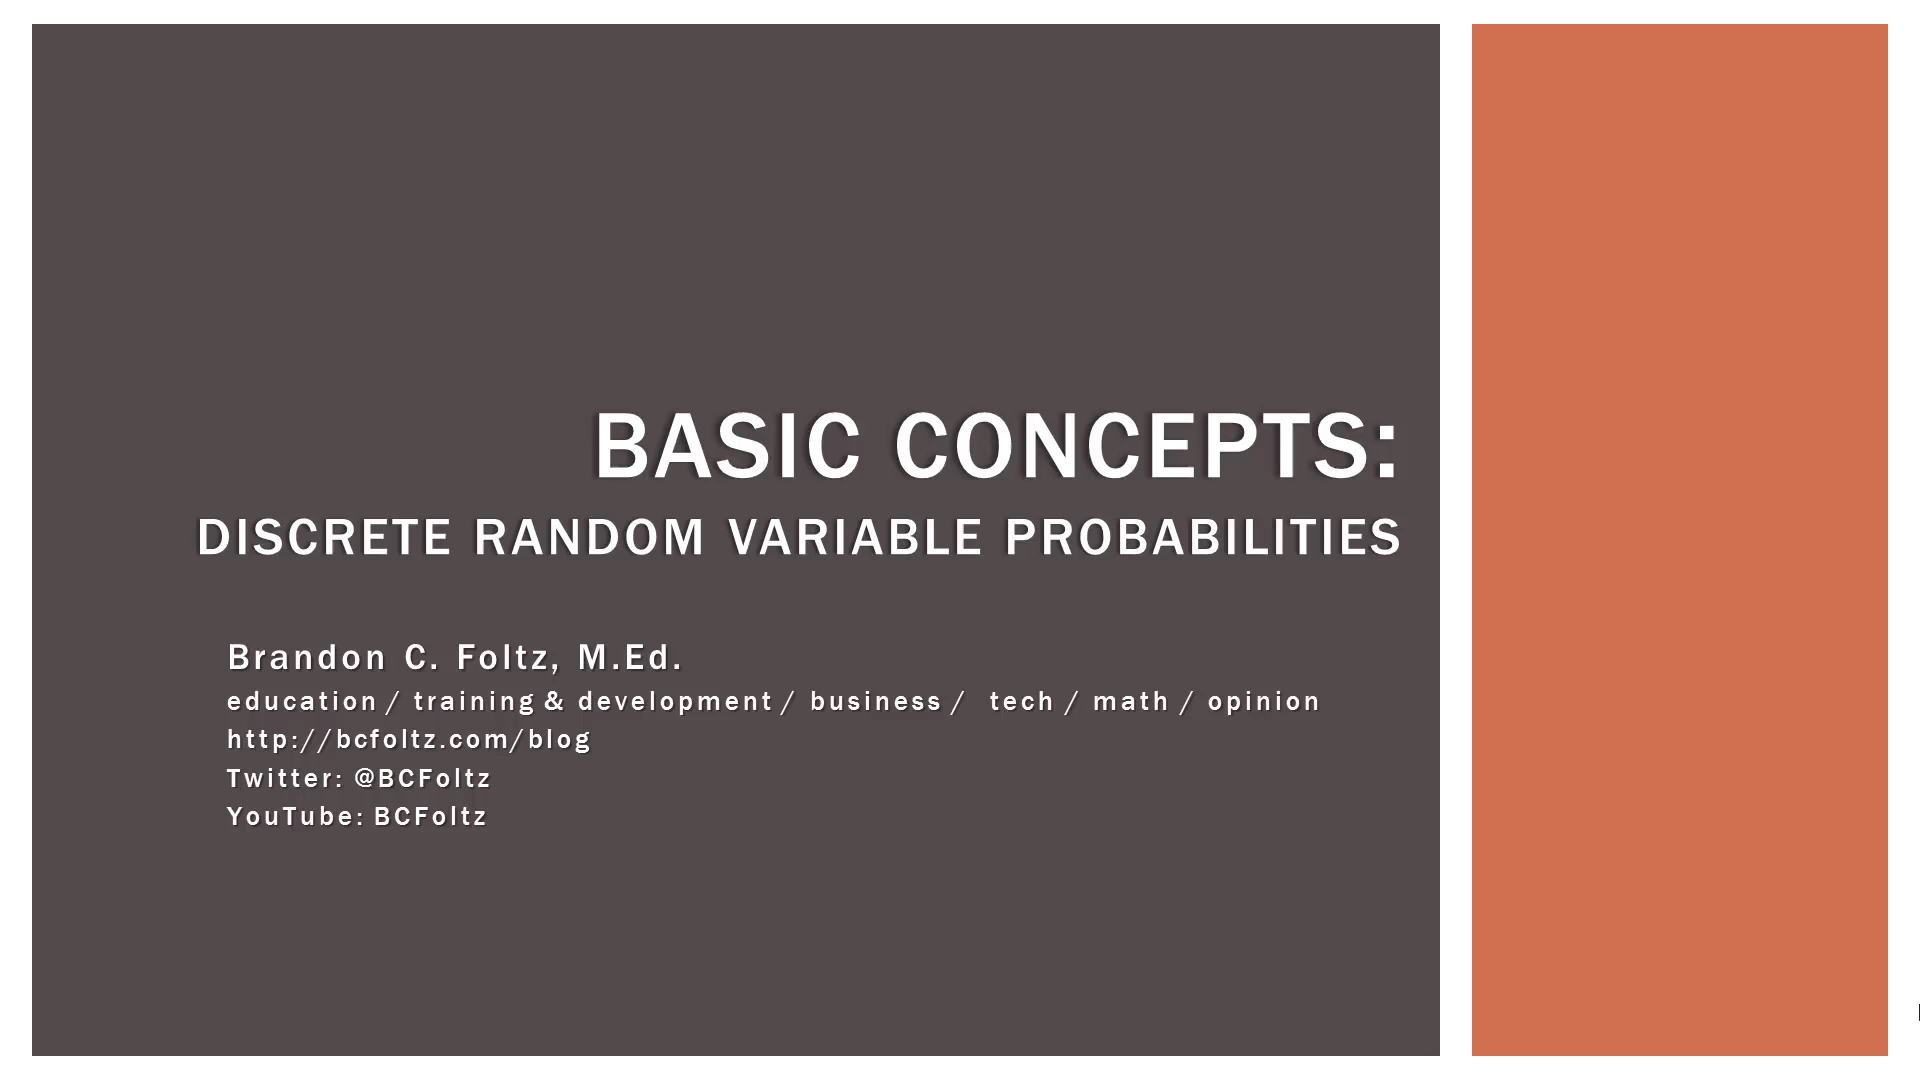 BASIC CONCEPTS:
DISCRETE RANDOM VARIABLE PROBABILITIES
Brandon C. Foltz, M.Ed.
education / training & development / business / tech / math / opinion
http://bcfoltz.com/blog
Twitter: @BCFoltz
YouTube: BCFoltz